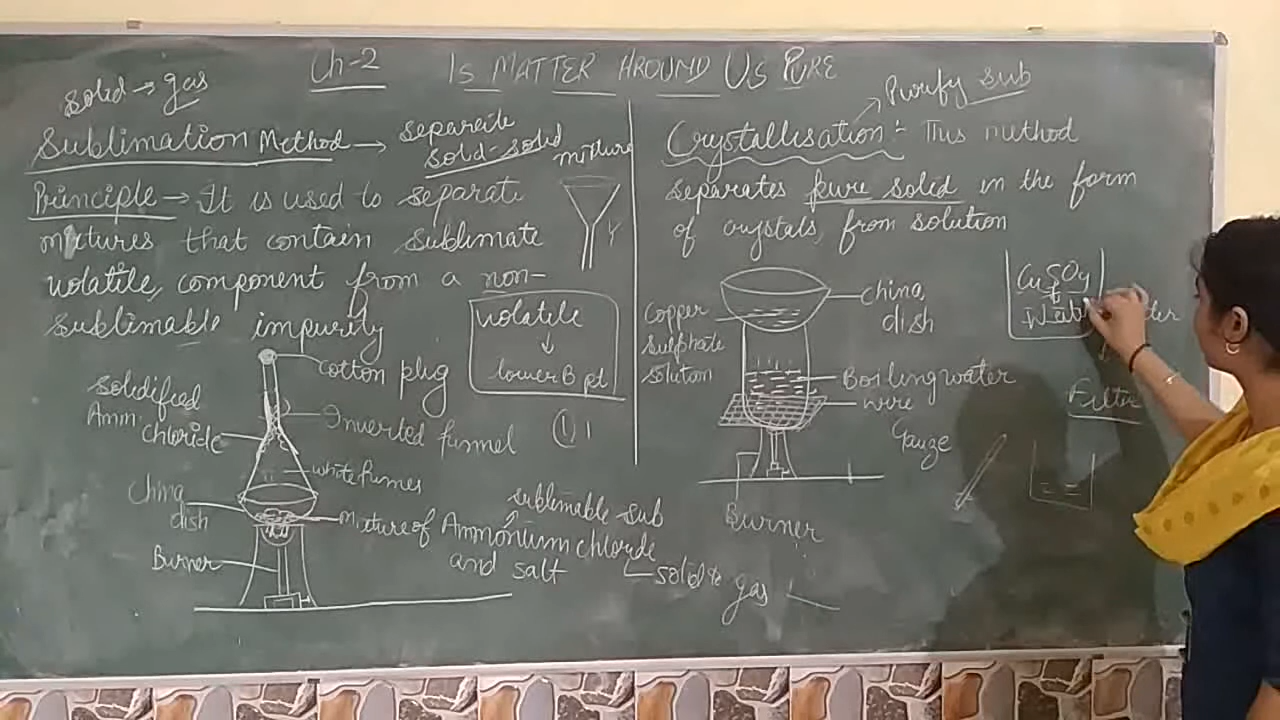 Ch-2 IS MATTER AROUND US PURE
solid → gas
Sublimation Method → separate
solid-solid
mixture
Principle → It is used to separate
mixtures that contain sublimate
volatile, component from a non-
sublimable impurity
volatile
↓
lower B pt
cotton plug
solidified
Amm
chloride
Inverted funnel
white fumes
China
dish
mixture of Ammonium chloride
and salt
sublimable sub
solid to
gas
Burner
Purify sub
Crystallisation :- This method
separates pure solid in the form
of crystals, from solution
Copper
Sulphate
Solution
China
dish
Boiling water
wire
Gauze
Burner
CuSO4
+
Filter